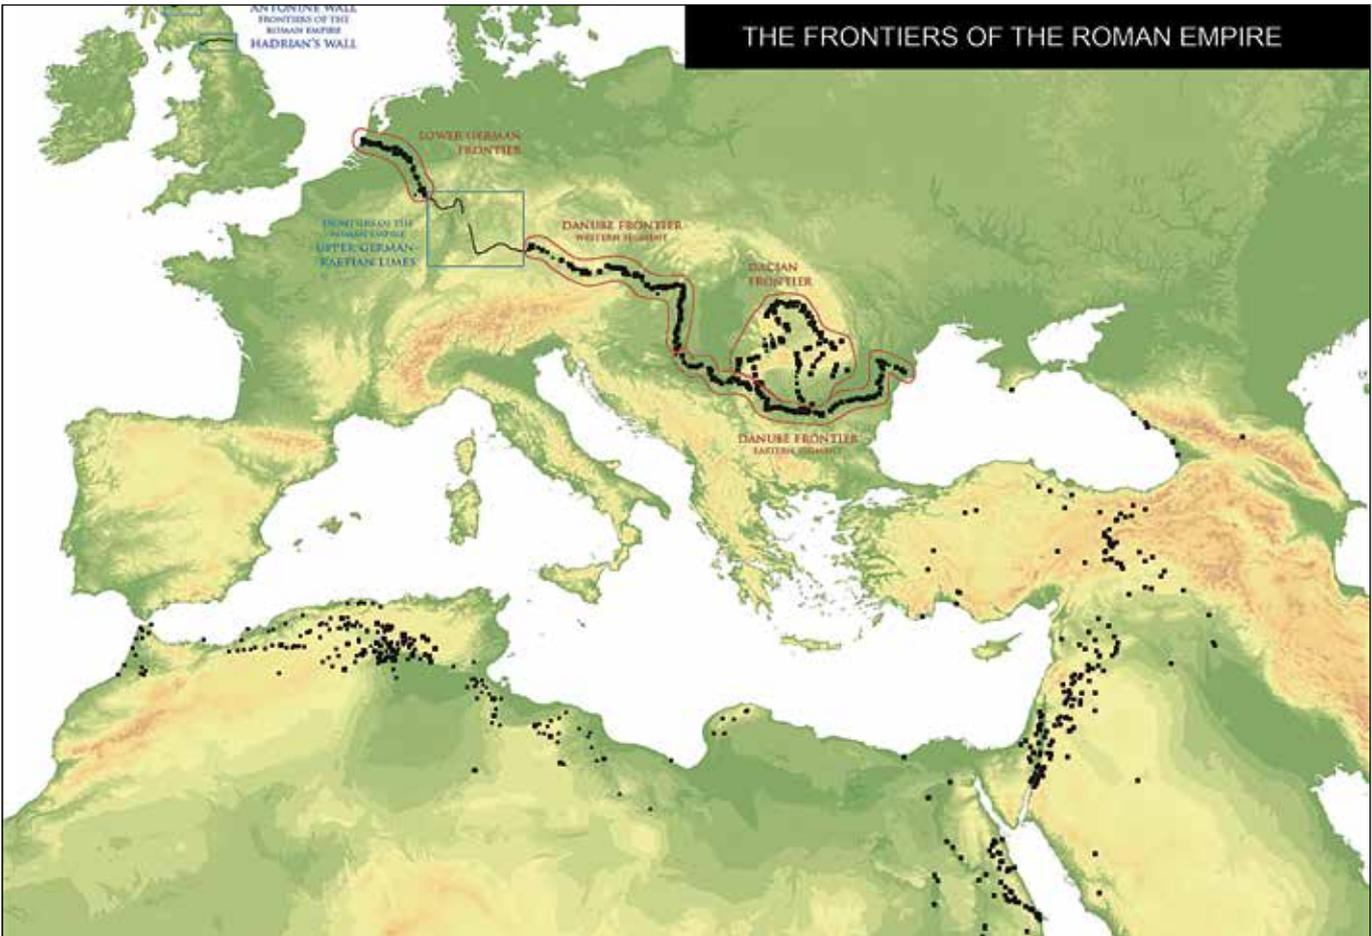 ANTONINE WALL
FRONTIERS OF THE
ROMAN EMPIRE
HADRIAN'S WALL
THE FRONTIERS OF THE ROMAN EMPIRE
LOWER GERMAN
FRONTIER
FRONTIERS OF THE
ROMAN EMPIRE
UPPER GERMAN-
RAETIAN LIMES
DANUBE FRONTIER
WESTERN SEGMENT
DACIAN
FRONTIER
DANUBE FRONTIER
EASTERN SEGMENT